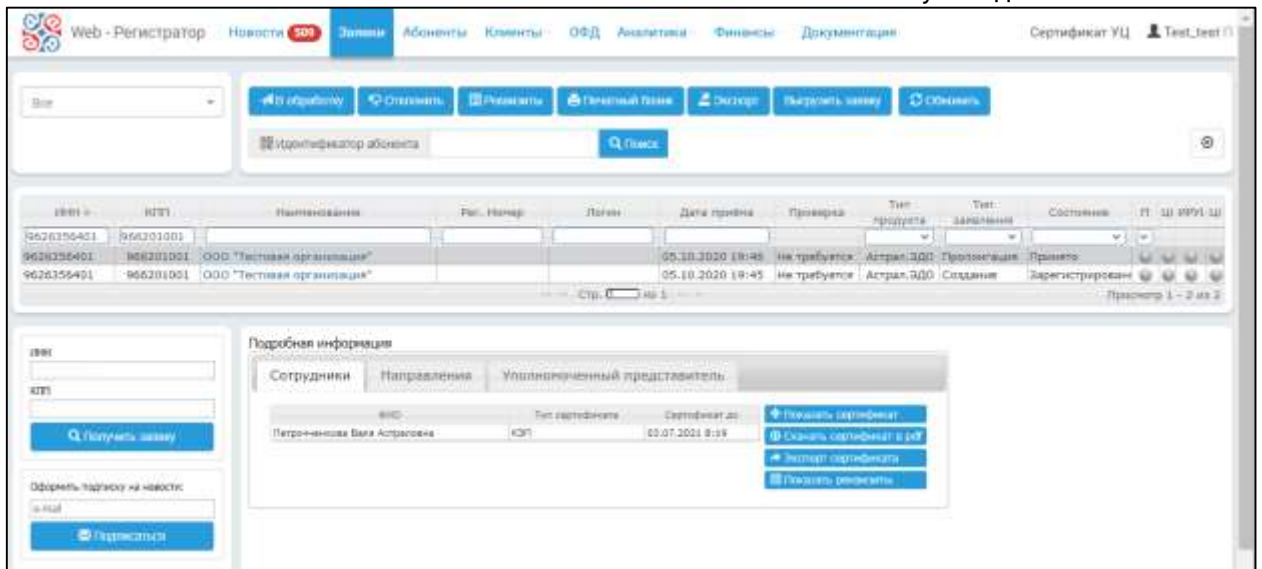 Web - Регистратор Новости 509 Заявки Абоненты Клиенты ОФД Аналитика Финансы Документация Сертификат УЦ Test_test
Все В обработку Отклонить Реквизиты Печатный бланк Экспорт Выгрузить заявку Обновить
Идентификатор абонента Поиск
ИНН КПП Наименование Рег. Номер Логин Дата приёма Проверка Тип продукта Тип заявления Состояние П Ш ИРУИ Ш
9626356401 966201001
9626356401 966201001 ООО "Тестовая организация" 05.10.2020 19:46 Не требуется Астрал.ЭДО Пролонгация Принято
9626356401 966201001 ООО "Тестовая организация" 05.10.2020 19:45 Не требуется Астрал.ЭДО Создание Зарегистрирован
Стр. из 1 Просмотр 1 - 2 из 2
Подробная информация
ИНН
Сотрудники Направления Уполномоченный представитель
КПП
ФИО Тип сертификата Сертификат до Показать сертификат
Валя Астраловна КЭП 03.07.2021 8:19 Скачать сертификат в pdf
Получить заявку
Экспорт сертификата
Показать реквизиты
Оформить подписку на новости:
e-mail
Подписаться